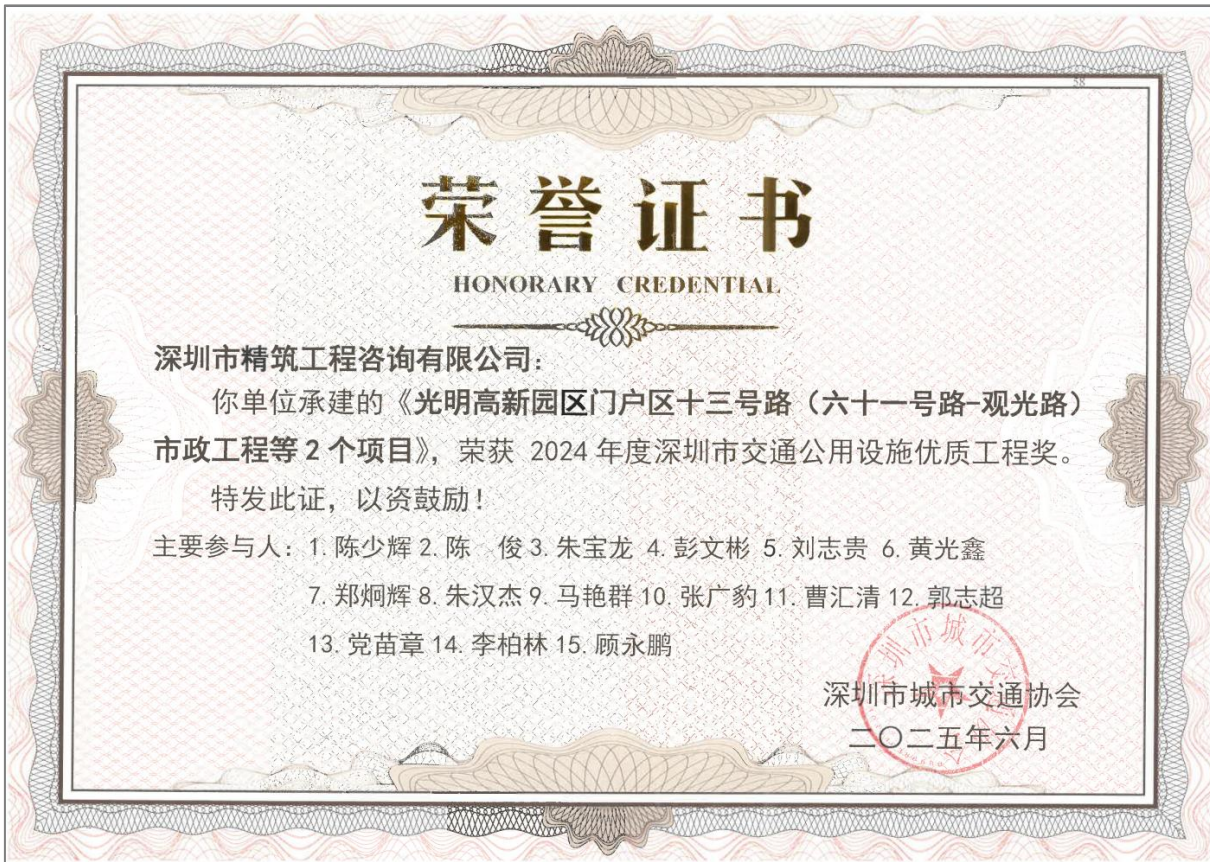 58
荣誉证书
HONORARY CREDENTIAL
深圳市精筑工程咨询有限公司：
你单位承建的《光明高新园区门户区十三号路（六十一号路-观光路）
市政工程等2个项目》，荣获 2024年度深圳市交通公用设施优质工程奖。
特发此证，以资鼓励！
主要参与人：1.陈少辉 2.陈　俊 3.朱宝龙 4.彭文彬 5.刘志贵 6.黄光鑫
7.郑炯辉 8.朱汉杰 9.马艳群 10.张广豹 11.曹汇清 12.郭志超
13.党苗章 14.李柏林 15.顾永鹏
深圳市城市交通协会
二〇二五年六月